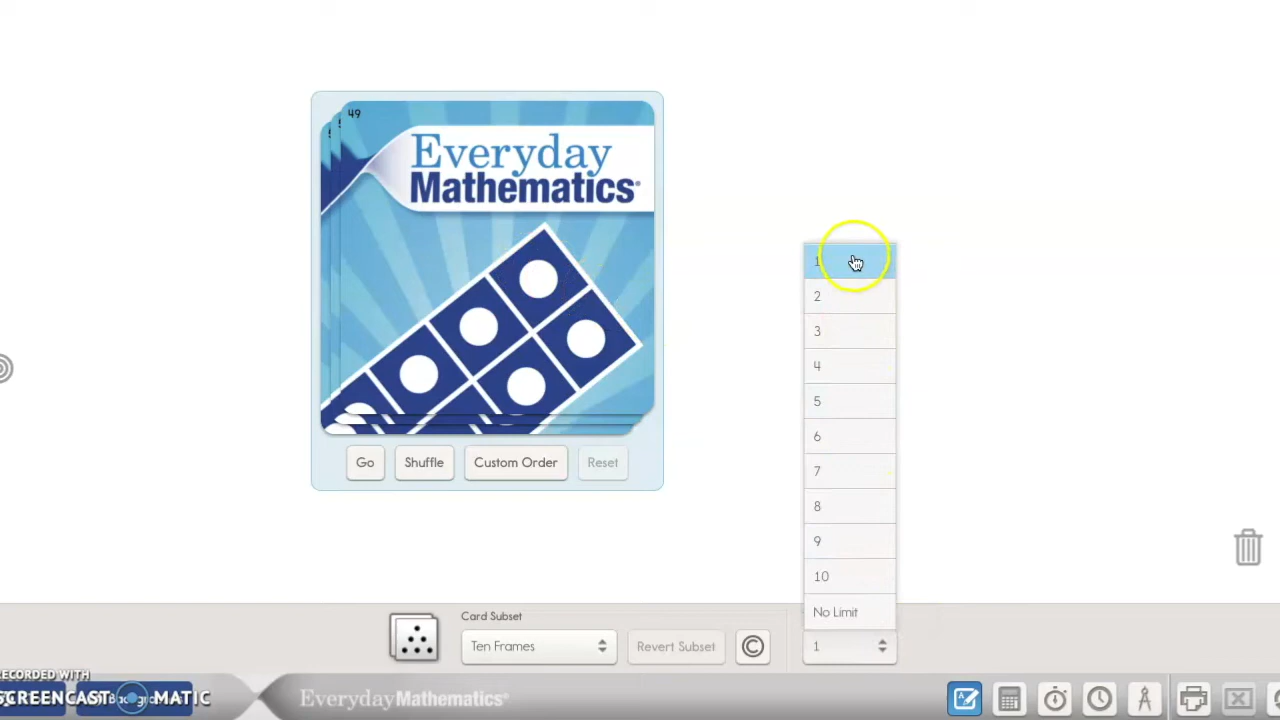 49
Everyday
Mathematics®
1
2
3
4
5
6
7
8
9
10
No Limit
Go
Shuffle
Custom Order
Reset
Card Subset
Ten Frames
Revert Subset
©
1
RECORDED WITH
SCREENCAST MATIC
EverydayMathematics®